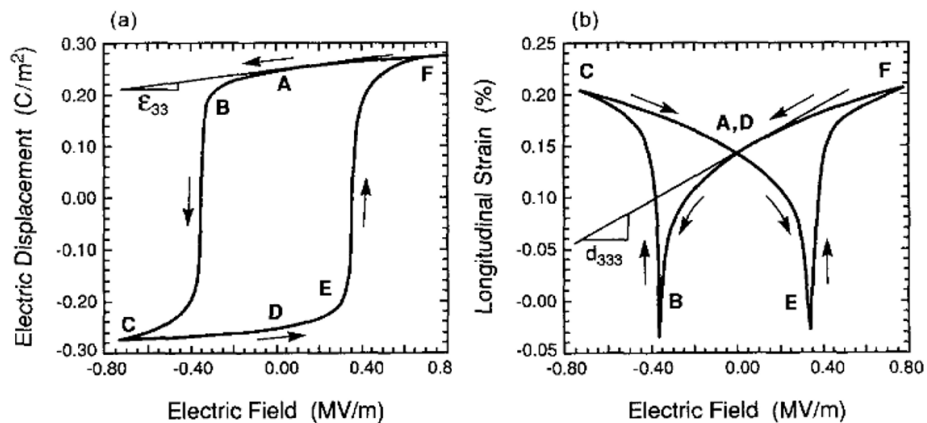 (a)
0.30
0.20
0.10
0.00
-0.10
-0.20
-0.30
Electric Displacement (C/m²)
ε33
B
A
F
C
D
E
-0.80
-0.40
0.00
0.40
0.80
Electric Field (MV/m)
(b)
0.25
0.20
0.15
0.10
-0.05
-0.00
-0.05
Longitudinal Strain (%)
C
F
A,D
d333
B
E
-0.80
-0.40
0.00
0.40
0.80
Electric Field (MV/m)